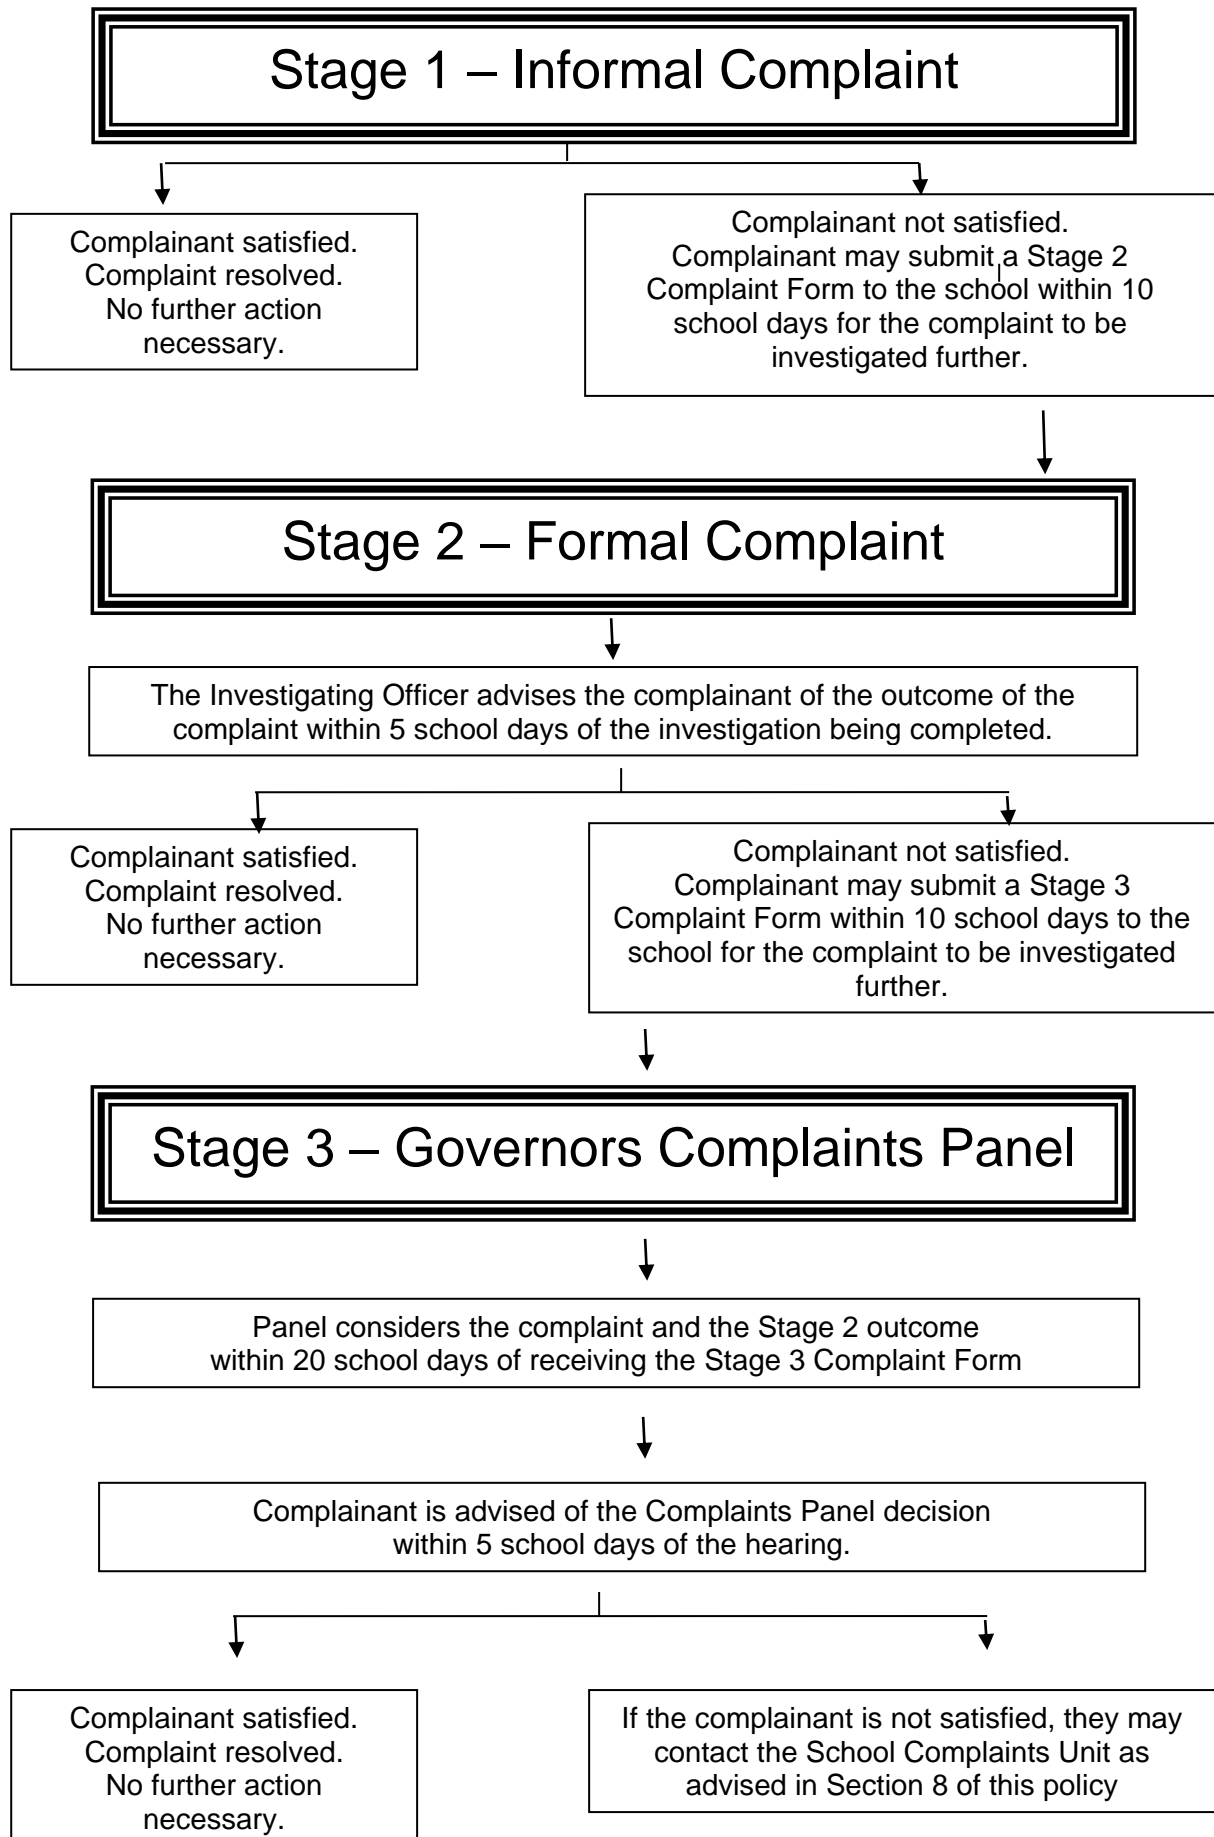 Stage 1 – Informal Complaint
Complainant satisfied.
Complaint resolved.
No further action
necessary.
Complainant not satisfied.
Complainant may submit a Stage 2
Complaint Form to the school within 10
school days for the complaint to be
investigated further.
Stage 2 – Formal Complaint
The Investigating Officer advises the complainant of the outcome of the
complaint within 5 school days of the investigation being completed.
Complainant satisfied.
Complaint resolved.
No further action
necessary.
Complainant not satisfied.
Complainant may submit a Stage 3
Complaint Form within 10 school days to the
school for the complaint to be investigated
further.
Stage 3 – Governors Complaints Panel
Panel considers the complaint and the Stage 2 outcome
within 20 school days of receiving the Stage 3 Complaint Form
Complainant is advised of the Complaints Panel decision
within 5 school days of the hearing.
Complainant satisfied.
Complaint resolved.
No further action
necessary.
If the complainant is not satisfied, they may
contact the School Complaints Unit as
advised in Section 8 of this policy